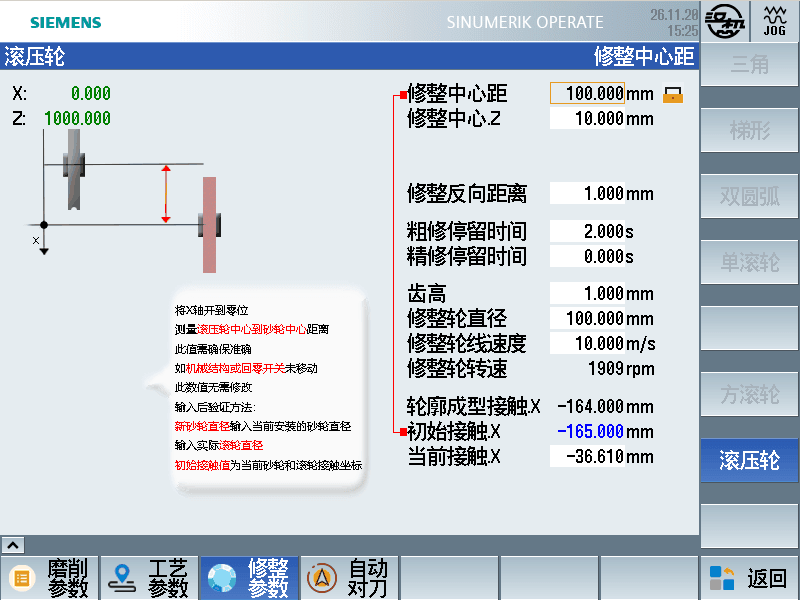 SIEMENS
SINUMERIK OPERATE
26.11.20
15:25
汉机
JOG
滚压轮
修整中心距
X: 0.000
Z: 1000.000
X
修整中心距 100.000 mm
修整中心.Z 10.000 mm
修整反向距离 1.000 mm
粗修停留时间 2.000 s
精修停留时间 0.000 s
齿高 1.000 mm
修整轮直径 100.000 mm
修整轮线速度 10.000 m/s
修整轮转速 1909 rpm
轮廓成型接触.X -164.000 mm
初始接触.X -165.000 mm
当前接触.X -36.610 mm
将X轴开到零位
测量滚压轮中心到砂轮中心距离
此值需确保准确
如机械结构或回零开关未移动
此数值无需修改
输入后验证方法:
新砂轮直径输入当前安装的砂轮直径
输入实际滚轮直径
初始接触值为当前砂轮和滚轮接触坐标
三角
梯形
双圆弧
单滚轮
方滚轮
滚压轮
磨削
参数
工艺
参数
修整
参数
自动
对刀
返回